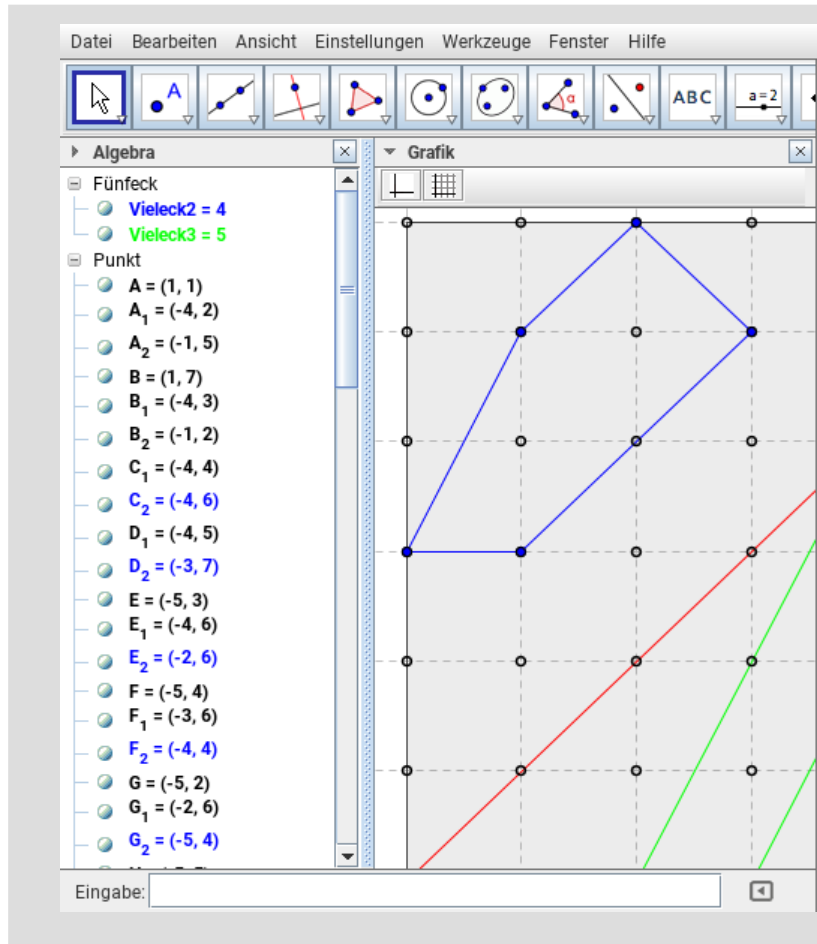 Datei Bearbeiten Ansicht Einstellungen Werkzeuge Fenster Hilfe
A α ABC a=2
Algebra
Grafik
Fünfeck
Vieleck2 = 4
Vieleck3 = 5
Punkt
A = (1, 1)
A₁ = (-4, 2)
A₂ = (-1, 5)
B = (1, 7)
B₁ = (-4, 3)
B₂ = (-1, 2)
C₁ = (-4, 4)
C₂ = (-4, 6)
D₁ = (-4, 5)
D₂ = (-3, 7)
E = (-5, 3)
E₁ = (-4, 6)
E₂ = (-2, 6)
F = (-5, 4)
F₁ = (-3, 6)
F₂ = (-4, 4)
G = (-5, 2)
G₁ = (-2, 6)
G₂ = (-5, 4)
Eingabe: